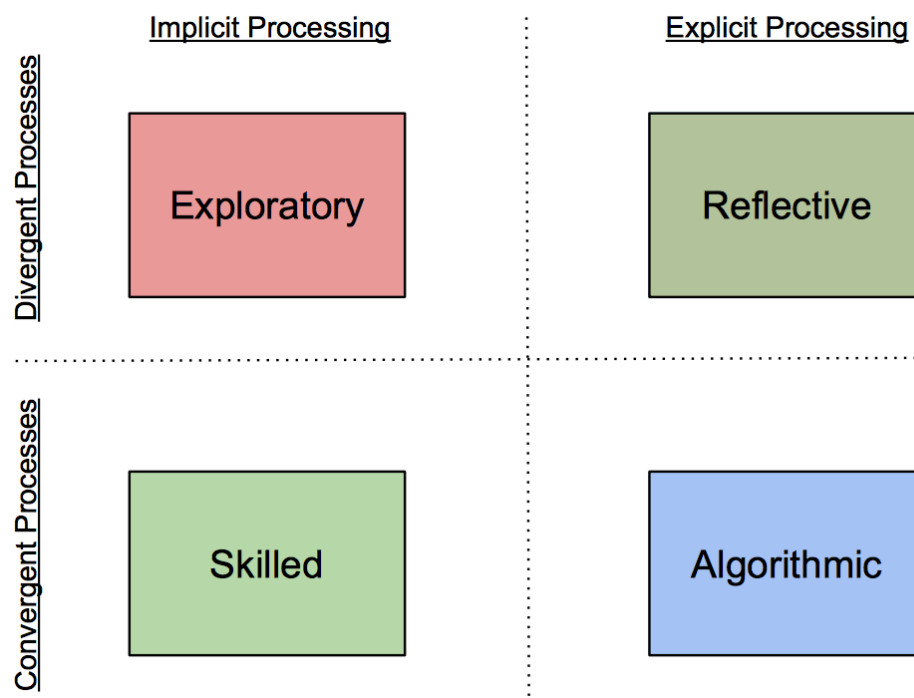 Implicit Processing
Explicit Processing
Divergent Processes
Exploratory
Reflective
Convergent Processes
Skilled
Algorithmic